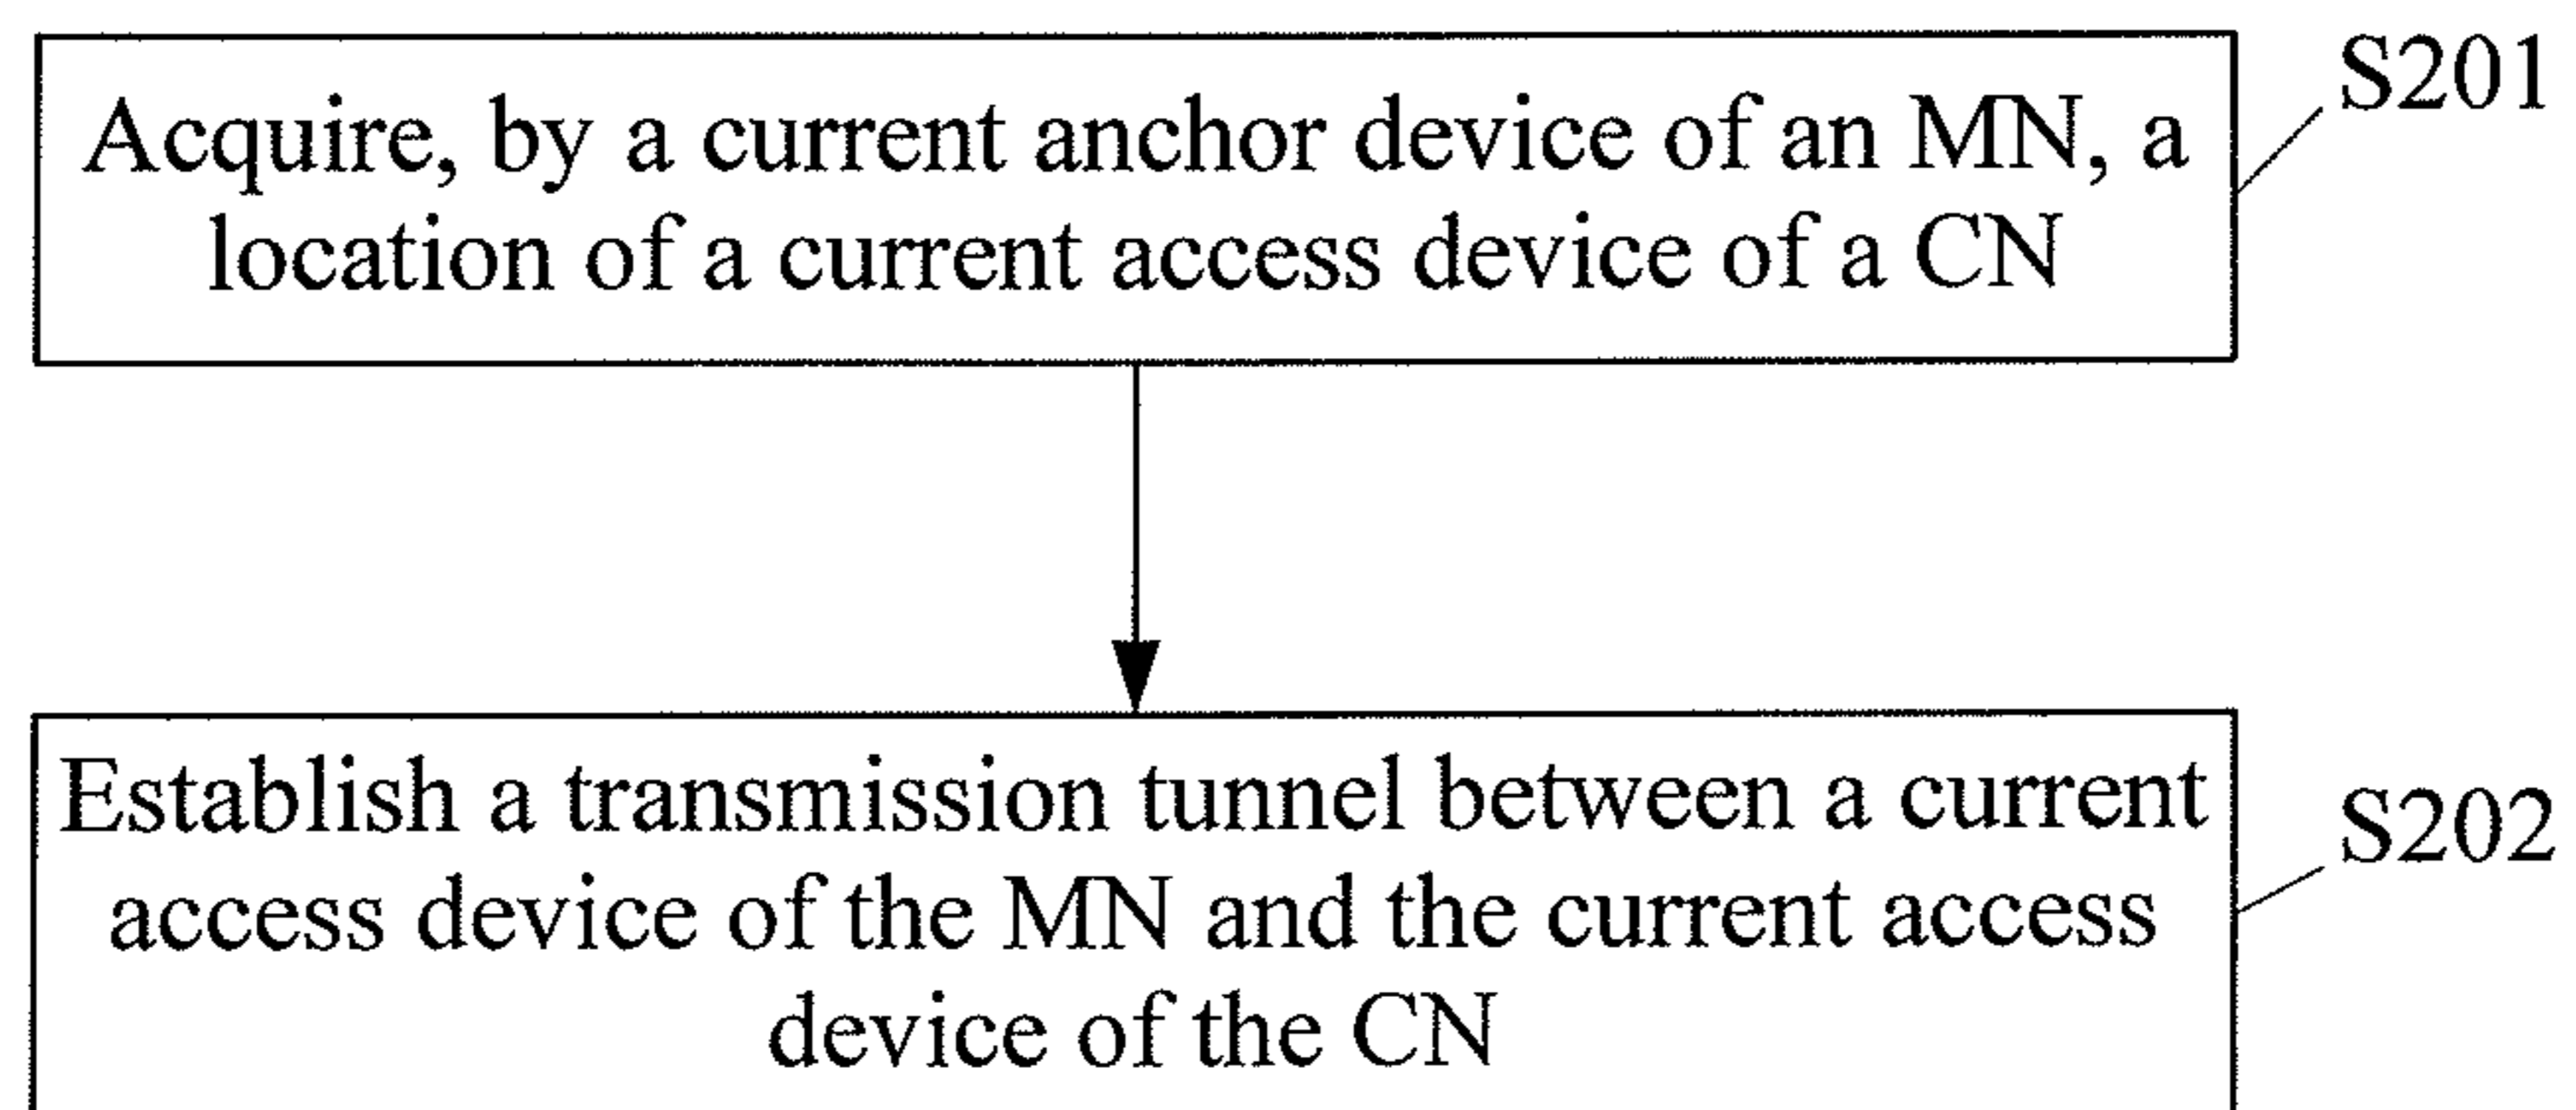 Acquire, by a current anchor device of an MN, a
location of a current access device of a CN
S201
Establish a transmission tunnel between a current
access device of the MN and the current access
device of the CN
S202